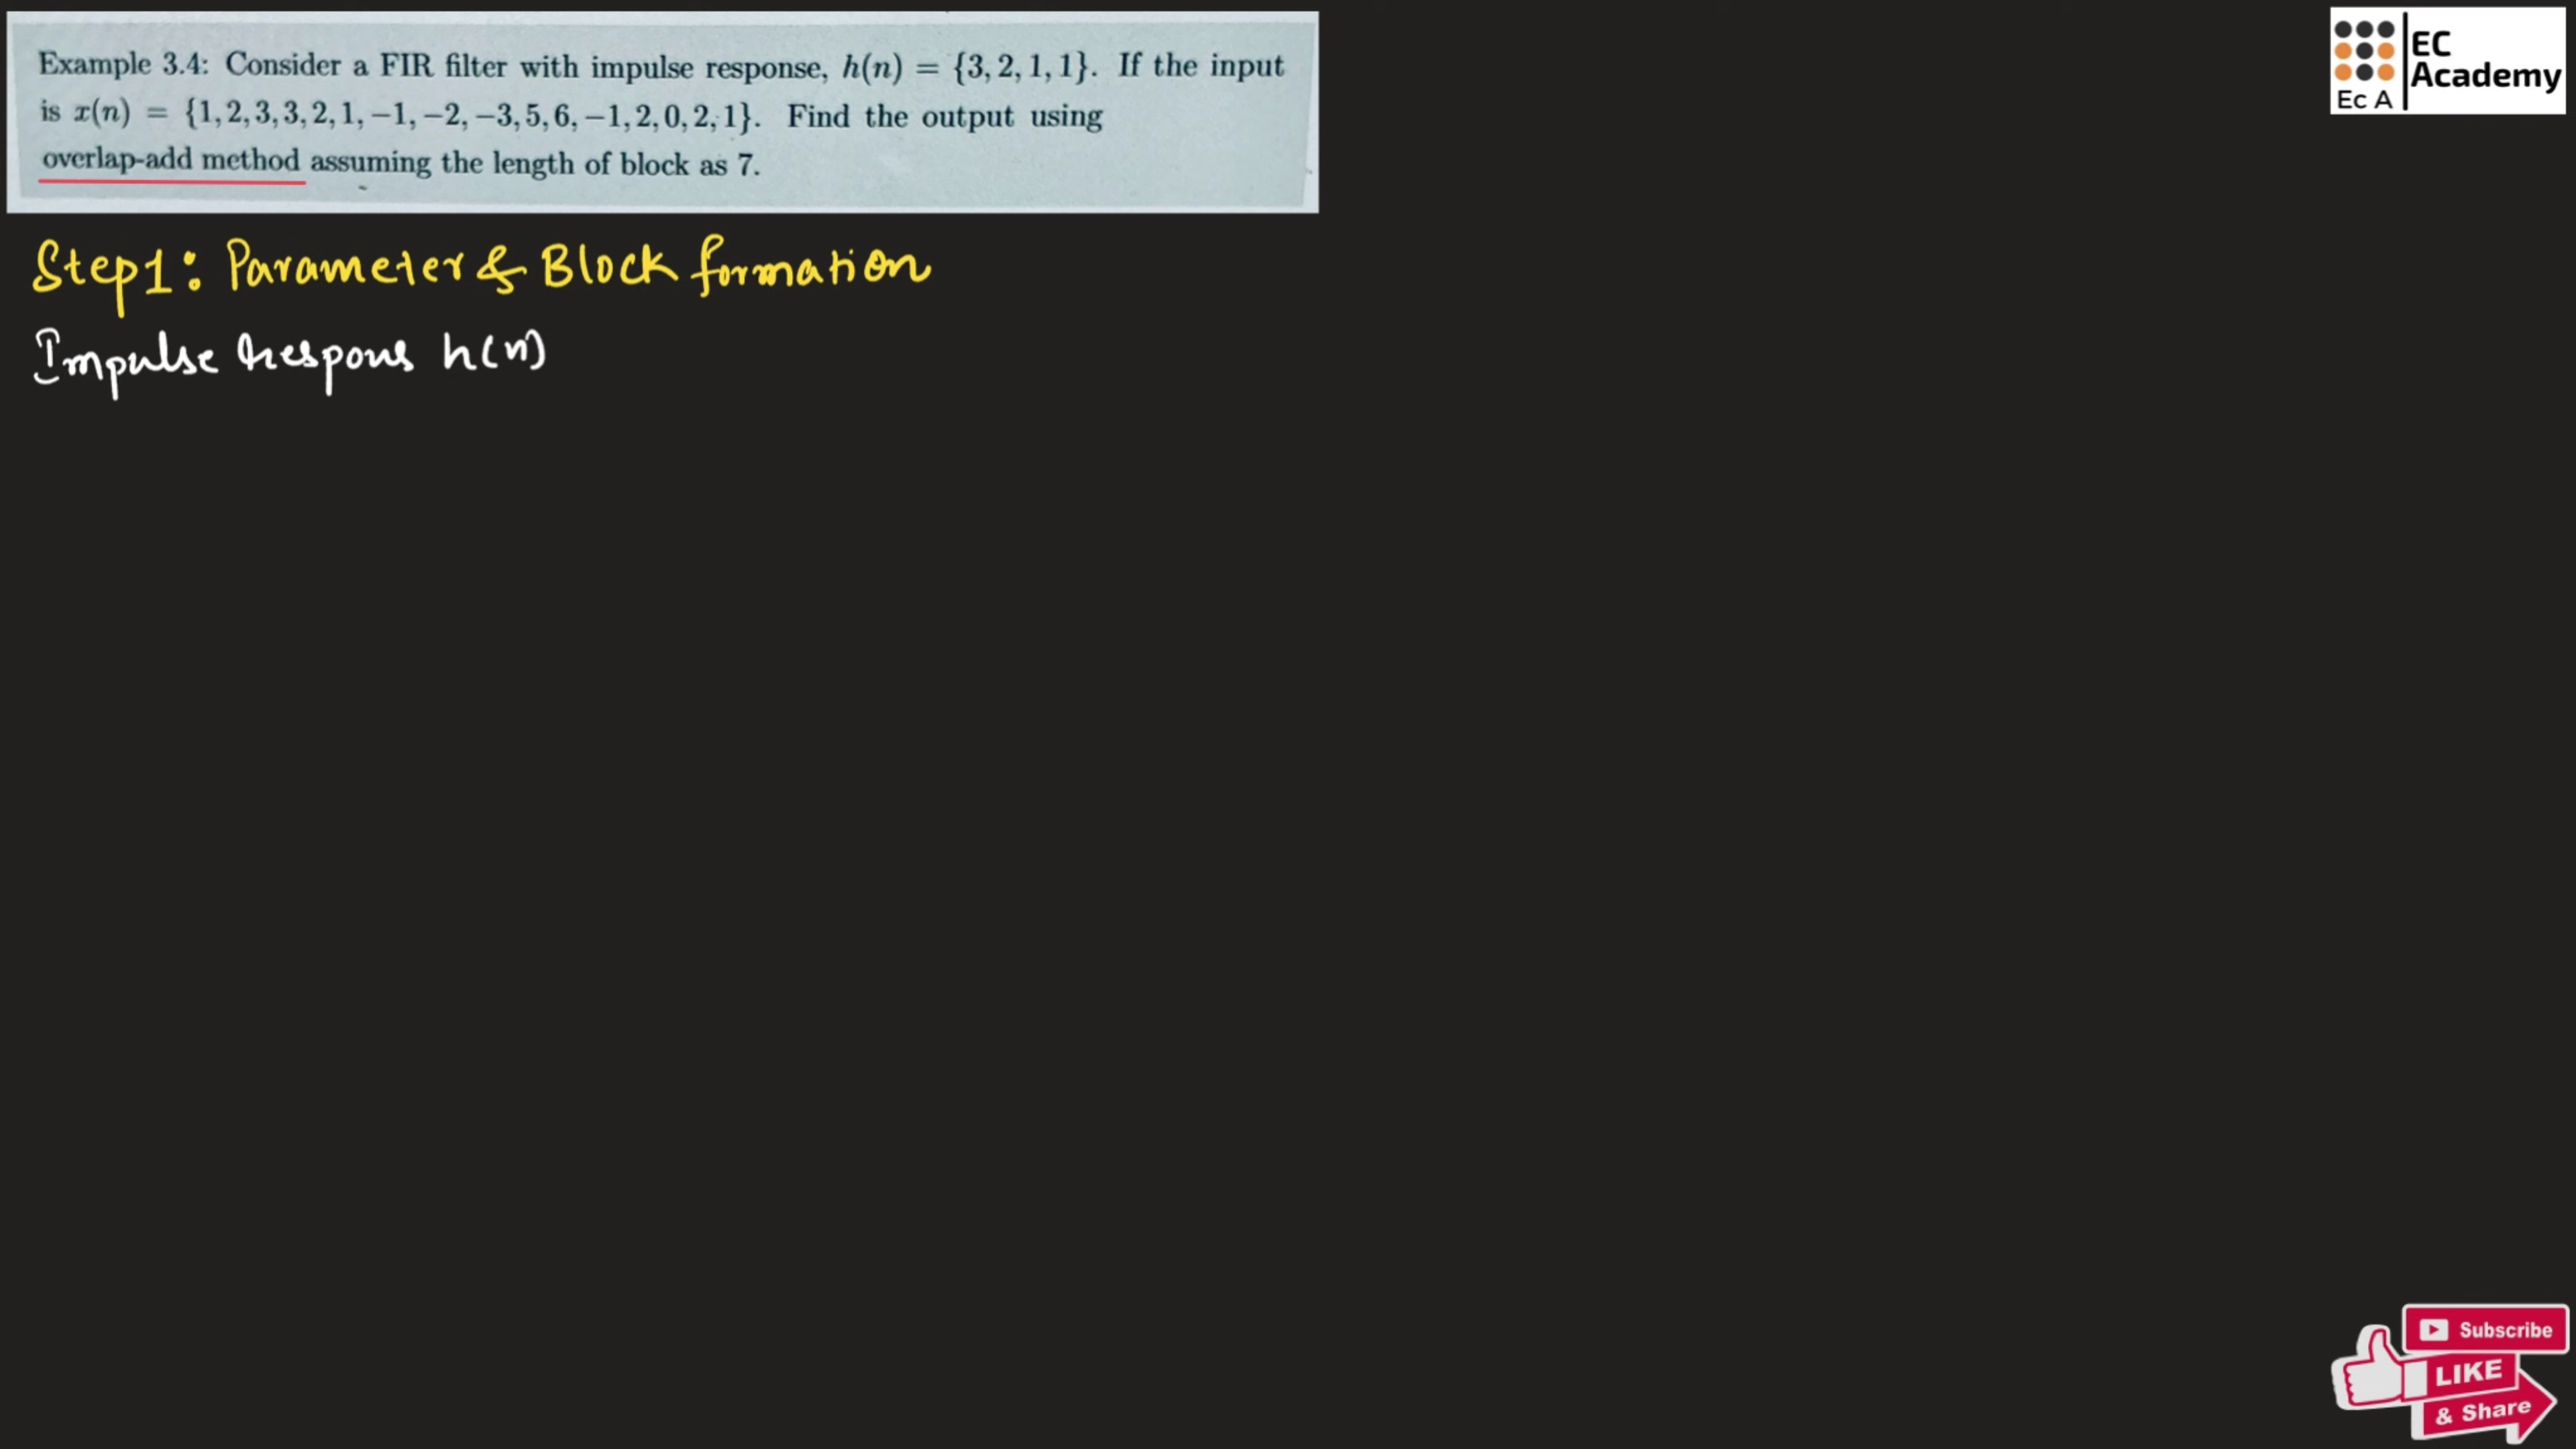 Example 3.4: Consider a FIR filter with impulse response, h(n) = {3, 2, 1, 1}. If the input
is x(n) = {1, 2, 3, 3, 2, 1, −1, −2, −3, 5, 6, −1, 2, 0, 2, 1}. Find the output using
overlap-add method assuming the length of block as 7.
EC
Academy
Ec A
Step1: Parameter & Block formation
Impulse Respons h(n)
Subscribe
LIKE
& Share